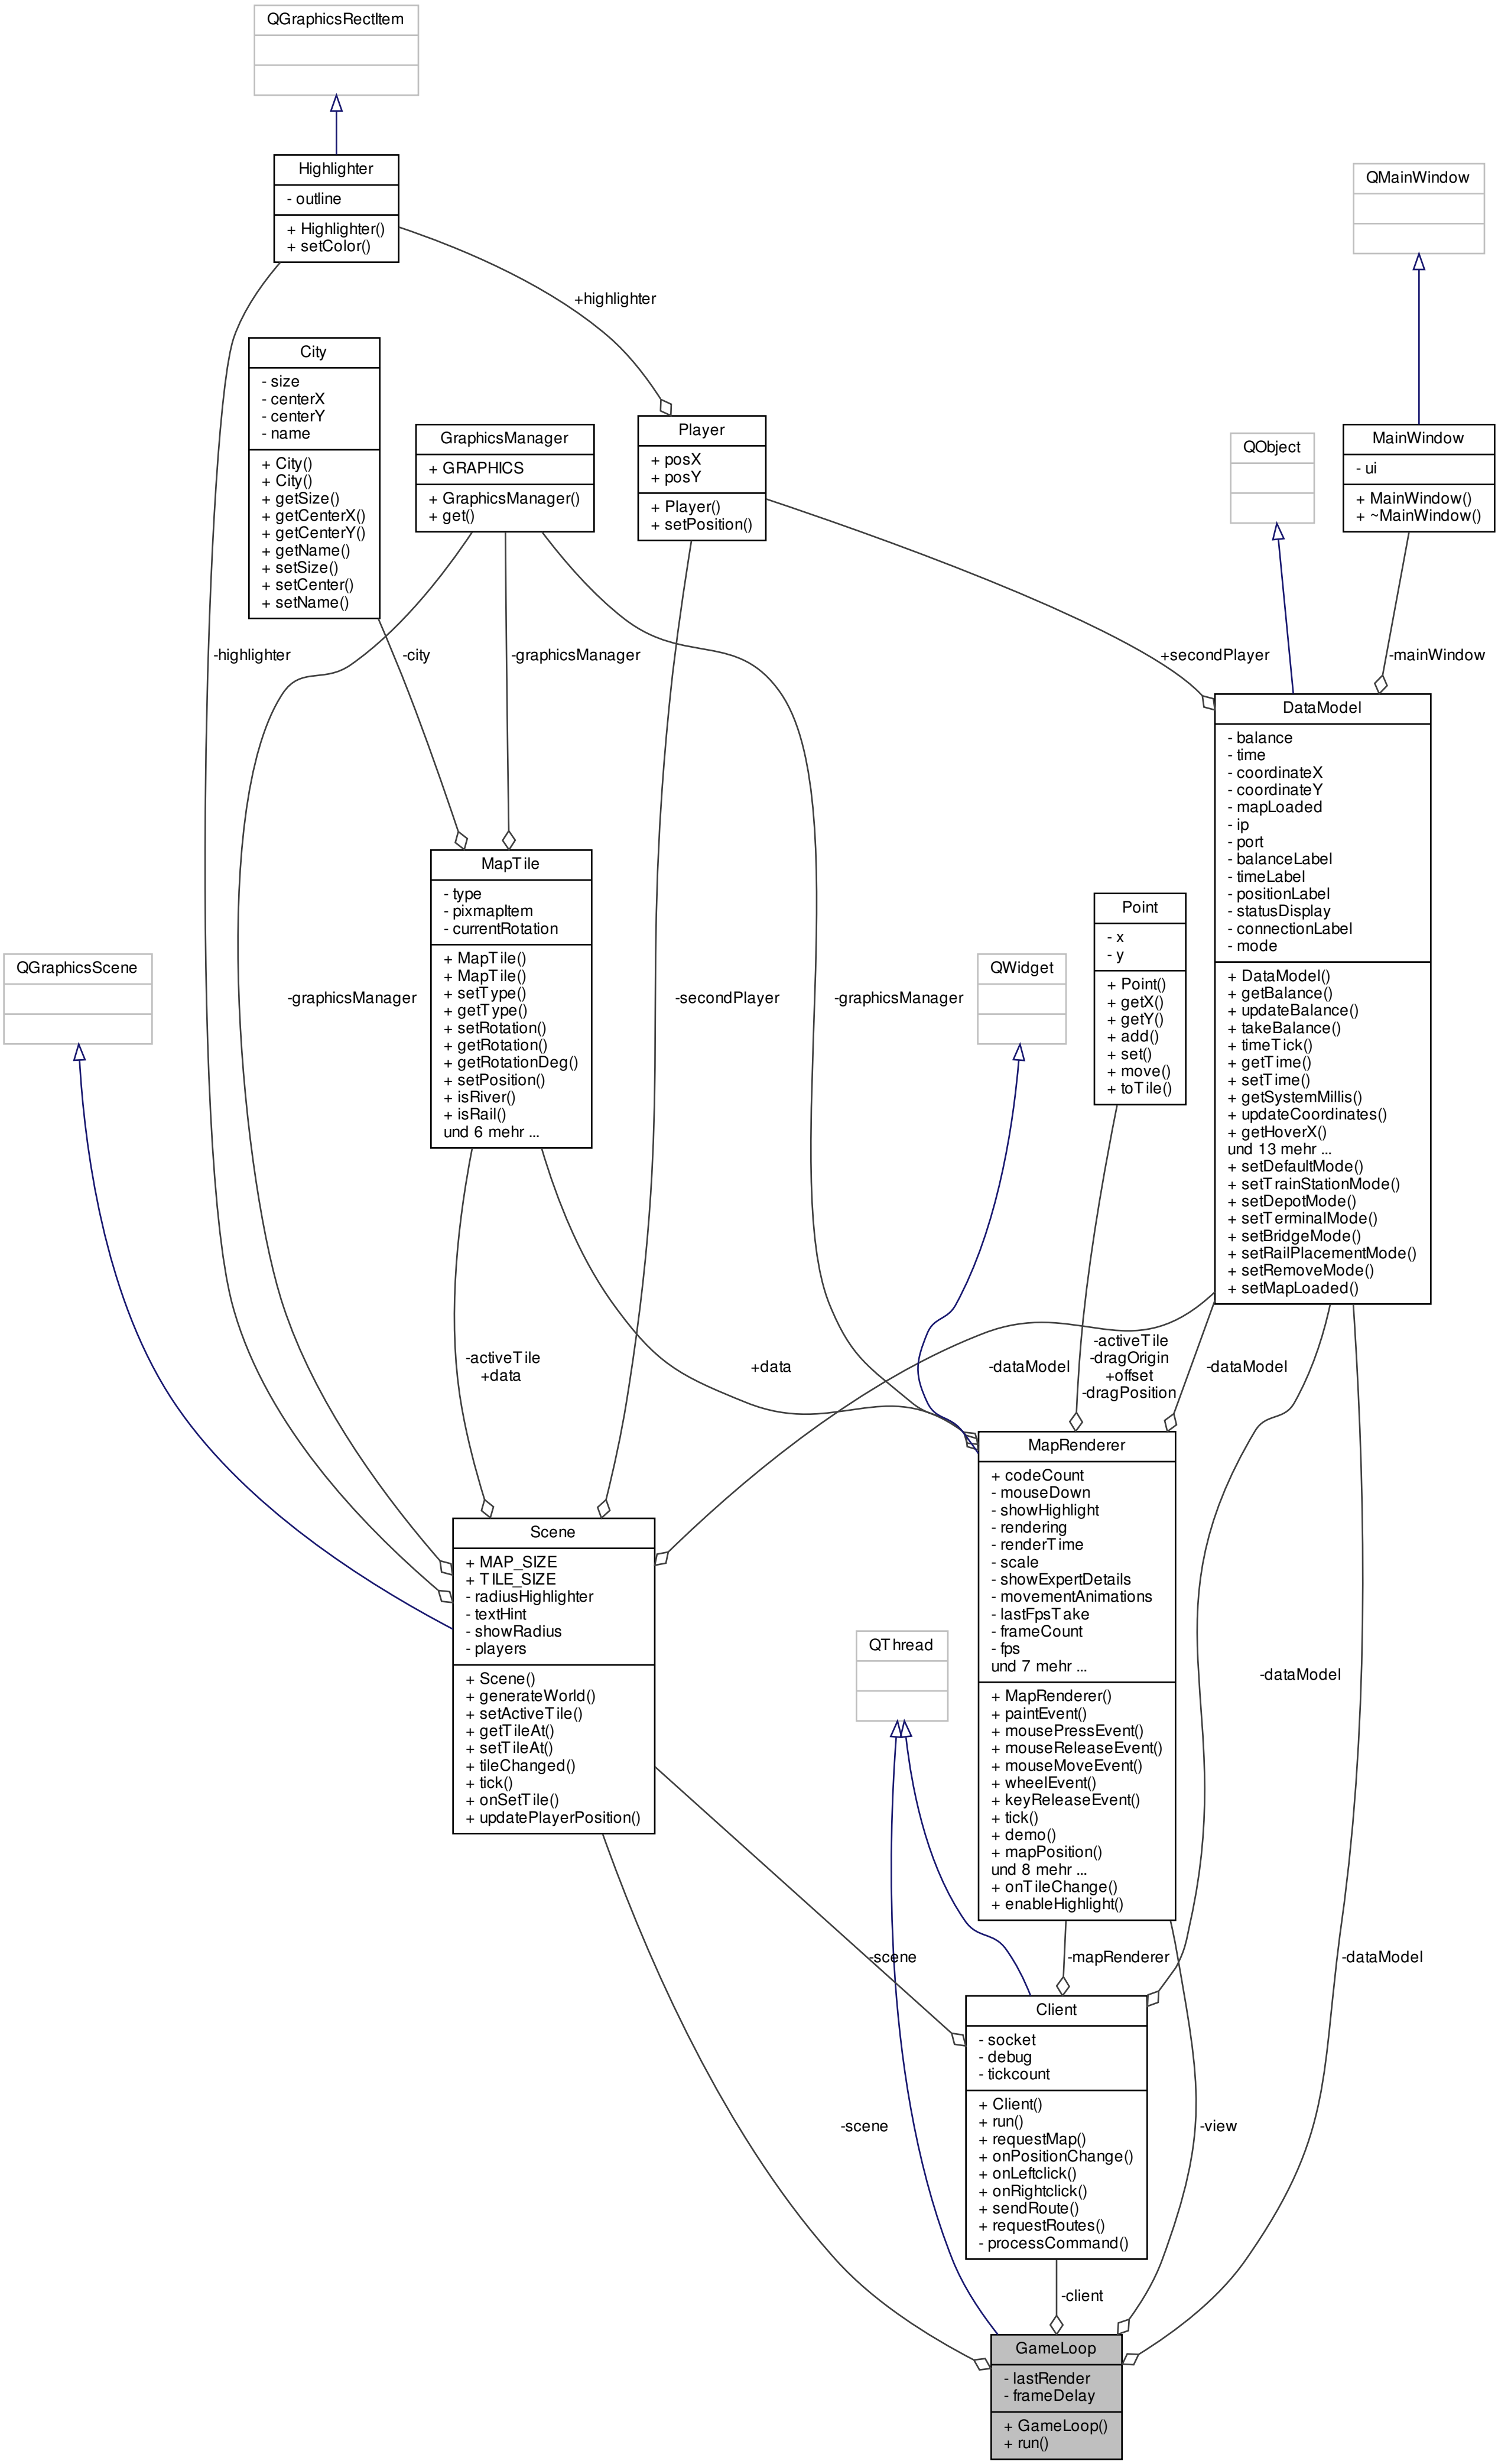 QGraphicsRectItem
Highlighter
- outline
+ Highlighter()
+ setColor()
QMainWindow
+highlighter
City
- size
- centerX
- centerY
- name
+ City()
+ City()
+ getSize()
+ getCenterX()
+ getCenterY()
+ getName()
+ setSize()
+ setCenter()
+ setName()
GraphicsManager
+ GRAPHICS
+ GraphicsManager()
+ get()
Player
+ posX
+ posY
+ Player()
+ setPosition()
QObject
MainWindow
- ui
+ MainWindow()
+ ~MainWindow()
-highlighter
-city
-graphicsManager
+secondPlayer
-mainWindow
DataModel
- balance
- time
- coordinateX
- coordinateY
- mapLoaded
- ip
- port
- balanceLabel
- timeLabel
- positionLabel
- statusDisplay
- connectionLabel
- mode
+ DataModel()
+ getBalance()
+ updateBalance()
+ takeBalance()
+ timeTick()
+ getTime()
+ setTime()
+ getSystemMillis()
+ updateCoordinates()
+ getHoverX()
und 13 mehr ...
+ setDefaultMode()
+ setTrainStationMode()
+ setDepotMode()
+ setTerminalMode()
+ setBridgeMode()
+ setRailPlacementMode()
+ setRemoveMode()
+ setMapLoaded()
MapTile
- type
- pixmapItem
- currentRotation
+ MapTile()
+ MapTile()
+ setType()
+ getType()
+ setRotation()
+ getRotation()
+ getRotationDeg()
+ setPosition()
+ isRiver()
+ isRail()
und 6 mehr ...
Point
- x
- y
+ Point()
+ getX()
+ getY()
+ add()
+ set()
+ move()
+ toTile()
QGraphicsScene
QWidget
-graphicsManager
-secondPlayer
-graphicsManager
-activeTile
+data
+data
-dataModel
-activeTile
-dragOrigin
+offset
-dragPosition
-dataModel
MapRenderer
+ codeCount
- mouseDown
- showHighlight
- rendering
- renderTime
- scale
- showExpertDetails
- movementAnimations
- lastFpsTake
- frameCount
- fps
und 7 mehr ...
+ MapRenderer()
+ paintEvent()
+ mousePressEvent()
+ mouseReleaseEvent()
+ mouseMoveEvent()
+ wheelEvent()
+ keyReleaseEvent()
+ tick()
+ demo()
+ mapPosition()
und 8 mehr ...
+ onTileChange()
+ enableHighlight()
Scene
+ MAP_SIZE
+ TILE_SIZE
- radiusHighlighter
- textHint
- showRadius
- players
+ Scene()
+ generateWorld()
+ setActiveTile()
+ getTileAt()
+ setTileAt()
+ tileChanged()
+ tick()
+ onSetTile()
+ updatePlayerPosition()
QThread
-dataModel
-scene
-mapRenderer
-dataModel
Client
- socket
- debug
- tickcount
+ Client()
+ run()
+ requestMap()
+ onPositionChange()
+ onLeftclick()
+ onRightclick()
+ sendRoute()
+ requestRoutes()
- processCommand()
-scene
-view
-client
GameLoop
- lastRender
- frameDelay
+ GameLoop()
+ run()